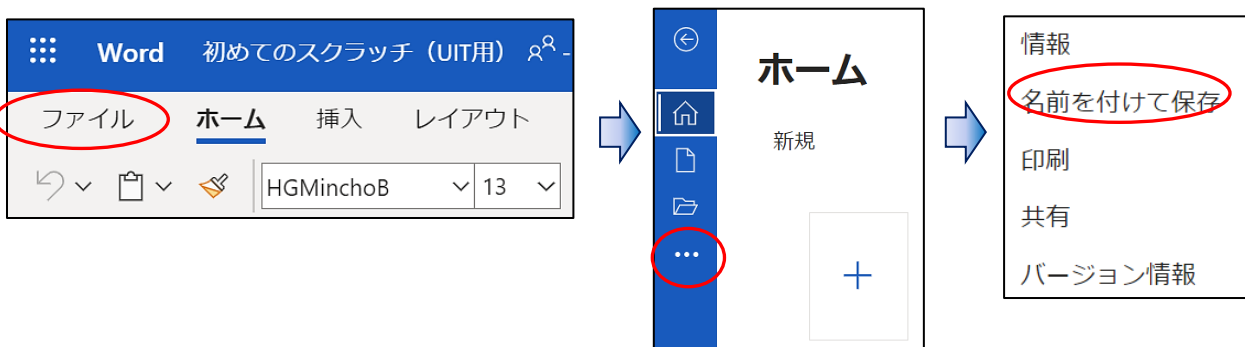 Word 初めてのスクラッチ（UIT用）
ファイル ホーム 挿入 レイアウト
HGMinchoB 13
ホーム
新規
情報
名前を付けて保存
印刷
共有
バージョン情報